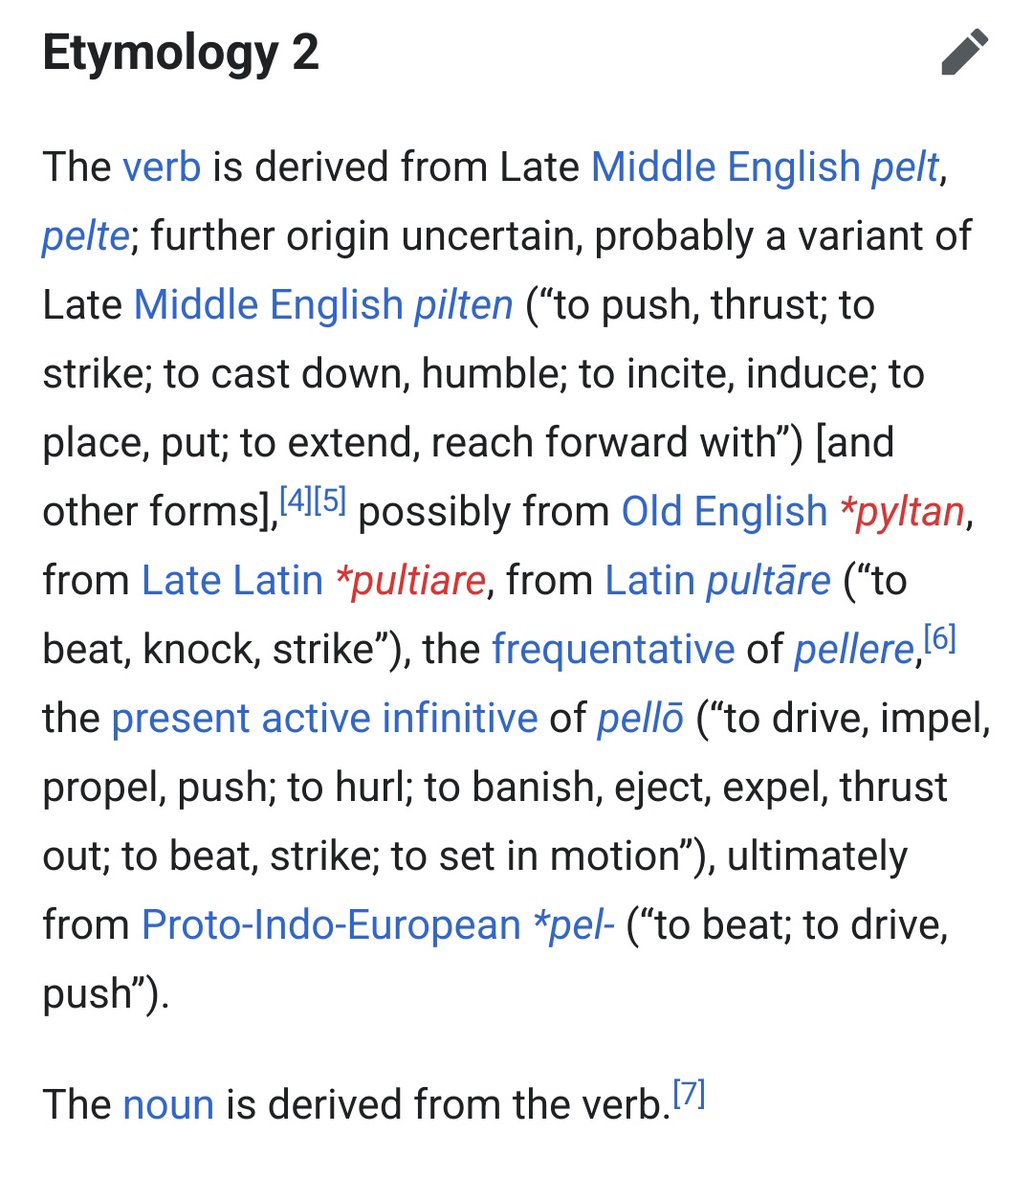 Etymology 2
The verb is derived from Late Middle English pelt,
pelte; further origin uncertain, probably a variant of
Late Middle English pilten (“to push, thrust; to
strike; to cast down, humble; to incite, induce; to
place, put; to extend, reach forward with”) [and
other forms],[4][5] possibly from Old English *pyltan,
from Late Latin *pultiare, from Latin pultāre (“to
beat, knock, strike”), the frequentative of pellere,[6]
the present active infinitive of pellō (“to drive, impel,
propel, push; to hurl; to banish, eject, expel, thrust
out; to beat, strike; to set in motion”), ultimately
from Proto-Indo-European *pel- (“to beat; to drive,
push”).
The noun is derived from the verb.[7]